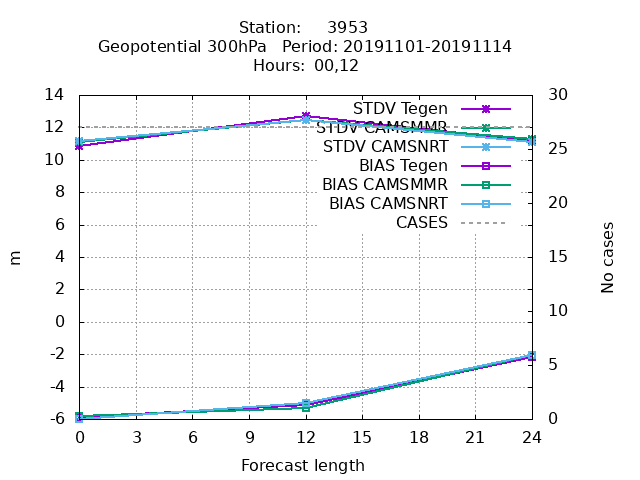 Station: 3953
Geopotential 300hPa Period: 20191101-20191114
Hours: 00,12
14
12
10
8
6
4
2
0
-2
-4
-6
m
30
25
20
15
10
5
0
No cases
STDV Tegen
STDV CAMSMMR
STDV CAMSNRT
BIAS Tegen
BIAS CAMSMMR
BIAS CAMSNRT
CASES
0 3 6 9 12 15 18 21 24
Forecast length